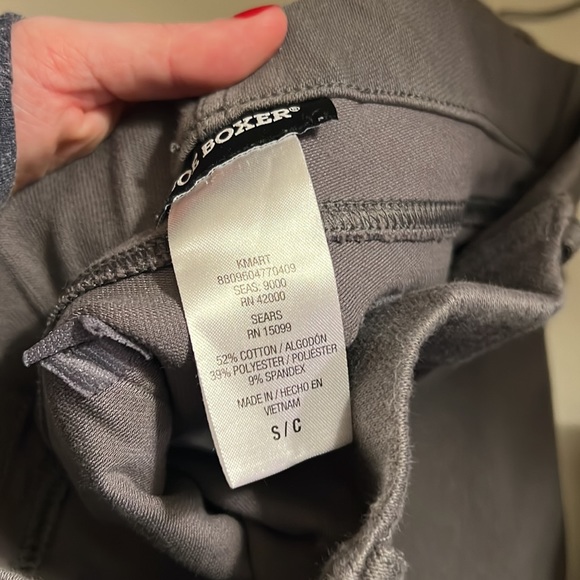 BOXER®
KMART
8809604770409
SEAS: 9000
RN 42000
SEARS
RN 15099
52% COTTON / ALGODÓN
39% POLYESTER / POLIÉSTER
9% SPANDEX
MADE IN / HECHO EN
VIETNAM
S / C